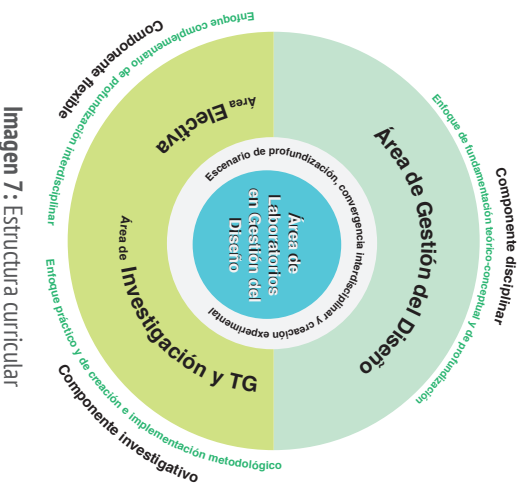 Componente flexible
Enfoque complementario de profundización interdisciplinar
Área Electiva
Componente disciplinar
Enfoque de fundamentación teórico-conceptual y de profundización
Área de Gestión del Diseño
Escenario de profundización, convergencia interdisciplinar y creación experimental
Área de
Laboratorios
en Gestión del
Diseño
Área de Investigación y TG
Enfoque práctico y de creación e implementación metodológico
Componente investigativo
Imagen 7: Estructura curricular